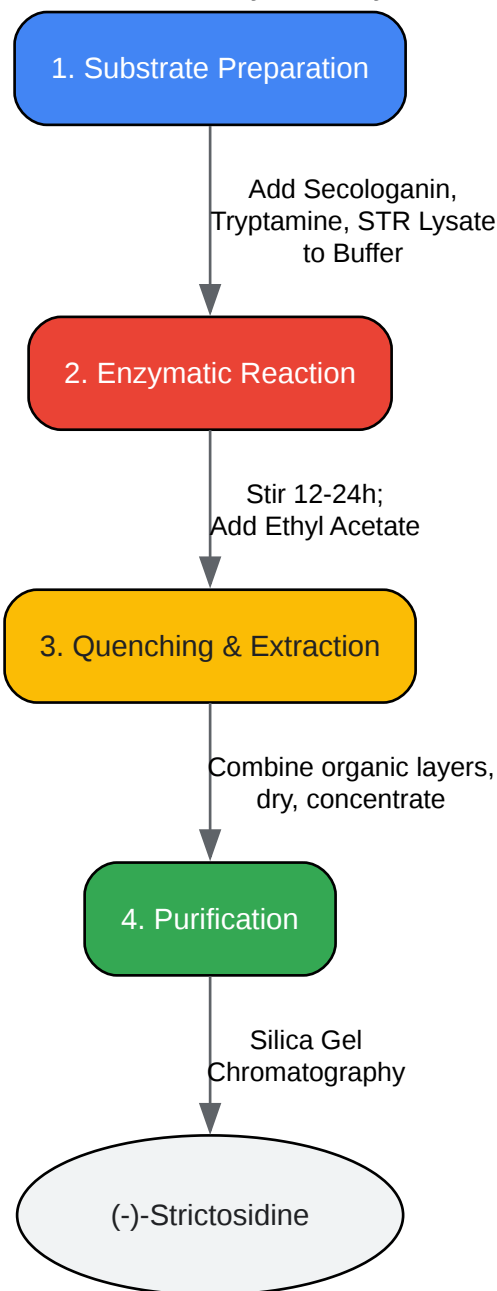 1. Substrate Preparation
Add Secologanin,
Tryptamine, STR Lysate
to Buffer
2. Enzymatic Reaction
Stir 12-24h;
Add Ethyl Acetate
3. Quenching & Extraction
Combine organic layers,
dry, concentrate
4. Purification
Silica Gel
Chromatography
(-)-Strictosidine